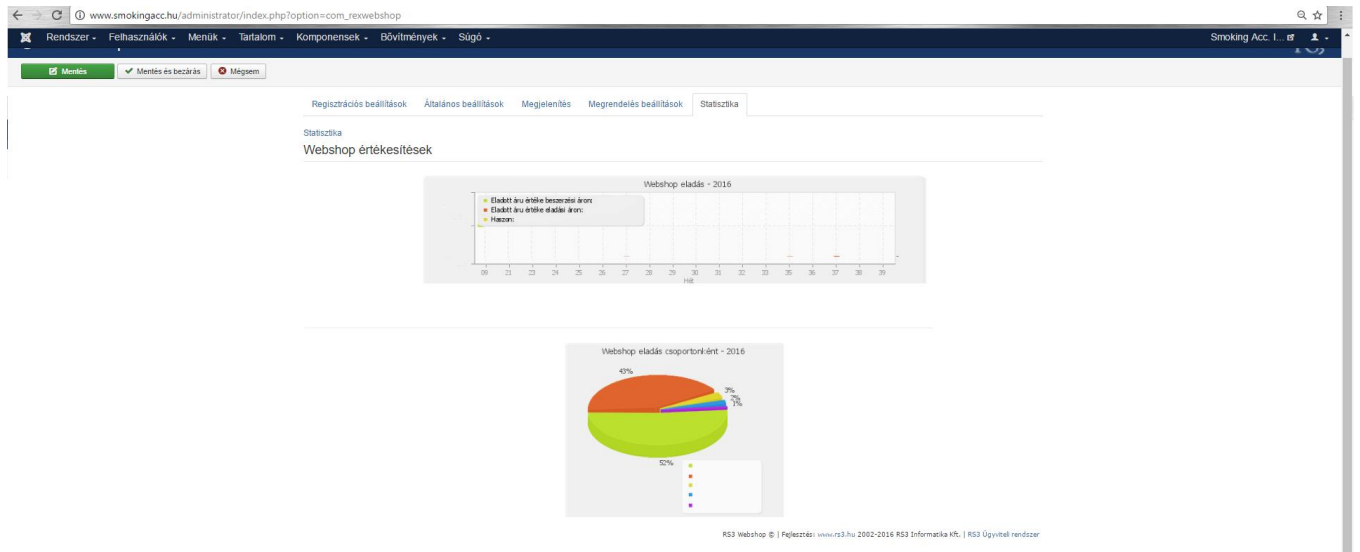 www.smokingacc.hu/administrator/index.php?option=com_rexwebshop
Rendszer Felhasználók Menük Tartalom Komponensek Bővítmények Súgó Smoking Acc. I...
Mentés Mentés és bezárás Mégsem
Regisztrációs beállítások Általános beállítások Megjelenítés Megrendelés beállítások Statisztika
Statisztika
Webshop értékesítések
Webshop eladás - 2016
Eladott áru értéke beszerzési áron:
Eladott áru értéke eladási áron:
Haszon:
09 21 23 24 25 26 27 28 29 30 31 32 33 35 36 37 38 39
Hét
Webshop eladás csoportonként - 2016
43%
3%
2%
1%
52%
RS3 Webshop © | Fejlesztés: www.rs3.hu 2002-2016 RS3 Informatika Kft. | RS3 Ügyviteli rendszer